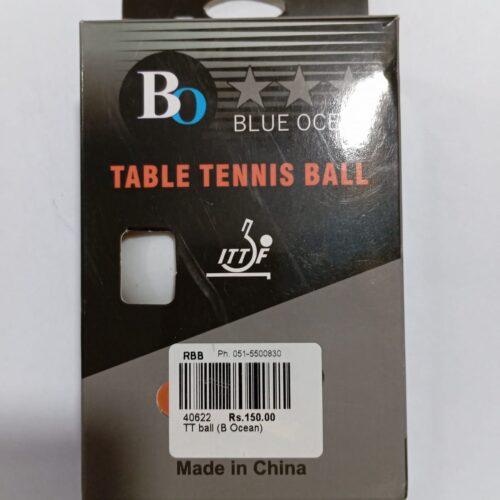 BO
BLUE OCE
TABLE TENNIS BALL
ITTF
RBB Ph. 051-5500830
40622 Rs.150.00
TT ball (B Ocean)
Made in China